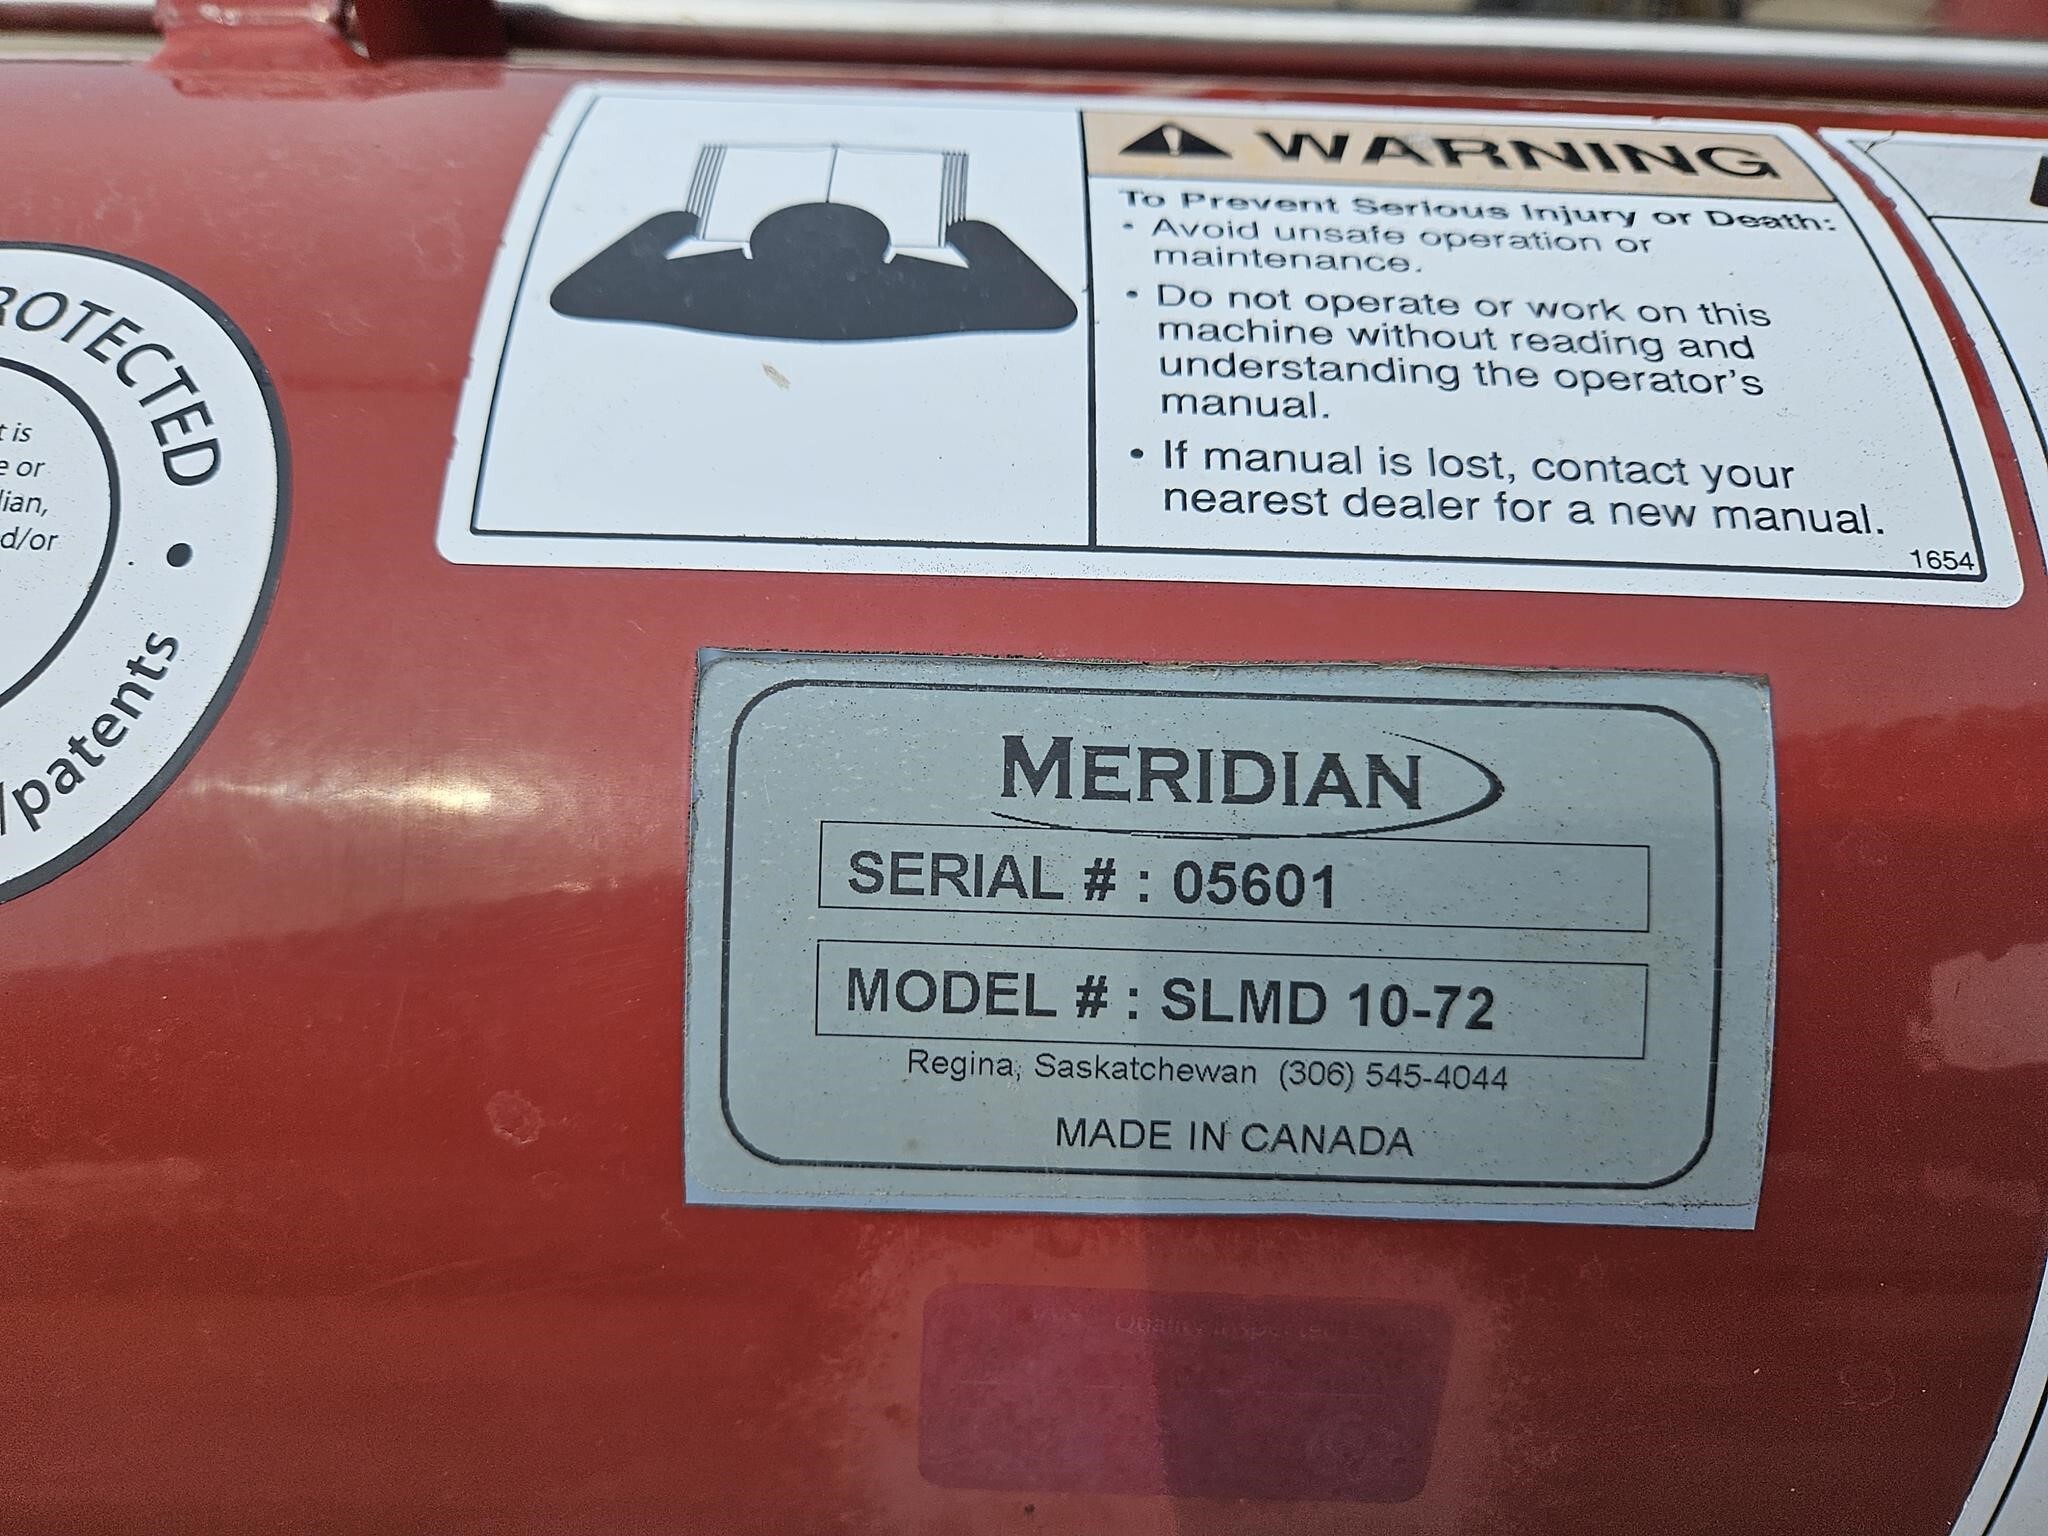 WARNING
To Prevent Serious Injury or Death:
• Avoid unsafe operation or
maintenance.
• Do not operate or work on this
machine without reading and
understanding the operator's
manual.
• If manual is lost, contact your
nearest dealer for a new manual.
1654
ROTECTED •
t is
e or
lian,
d/or
/patents
MERIDIAN
SERIAL # : 05601
MODEL # : SLMD 10-72
Regina, Saskatchewan (306) 545-4044
MADE IN CANADA
Quality Inspected